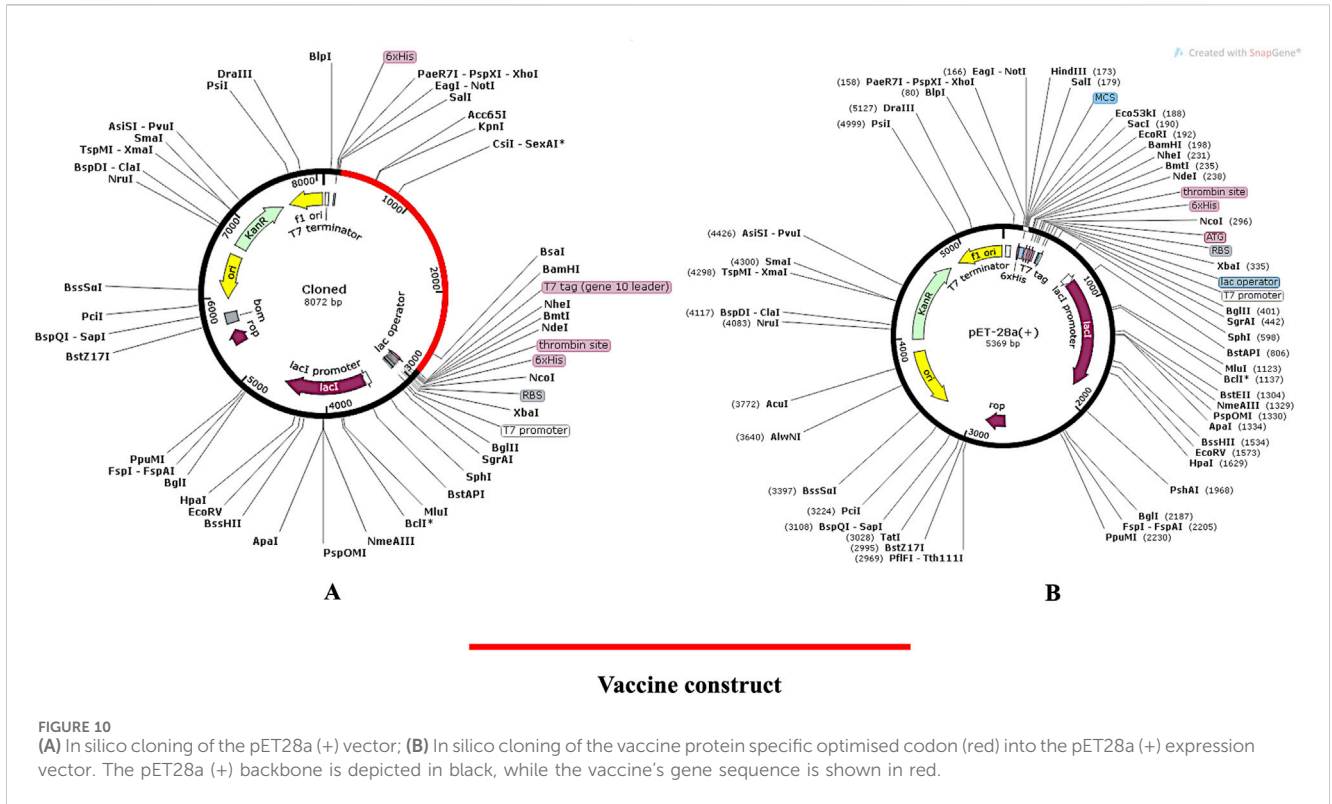 Created with SnapGene®
BlpI
6xHis
DraIII
PsiI
PaeR7I - PspXI - XhoI
EagI - NotI
SalI
Acc65I
KpnI
CsiI - SexAI*
AsiSI - PvuI
SmaI
TspMI - XmaI
BspDI - ClaI
NruI
BssSαI
PciI
BspQI - SapI
BstZ17I
PpuMI
FspI - FspAI
BglI
HpaI
EcoRV
BssHII
ApaI
PspOMI
NmeAIII
BclI*
MluI
BstAPI
SphI
SgrAI
BglII
T7 promoter
XbaI
RBS
NcoI
6xHis
thrombin site
NdeI
BmtI
NheI
T7 tag (gene 10 leader)
BamHI
BsaI
8000
1000
2000
3000
4000
5000
6000
7000
f1 ori
T7 terminator
KanR
ori
bom
rop
lacI promoter
lacI
lac operator
Cloned
8072 bp
A
(158) PaeR7I - PspXI - XhoI
(166) EagI - NotI
(80) BlpI
(5127) DraIII
(4999) PsiI
HindIII (173)
SalI (179)
MCS
Eco53kI (188)
SacI (190)
EcoRI (192)
BamHI (198)
NheI (231)
BmtI (235)
NdeI (238)
thrombin site
6xHis
NcoI (296)
ATG
RBS
XbaI (335)
lac operator
T7 promoter
BglII (401)
SgrAI (442)
SphI (598)
BstAPI (806)
MluI (1123)
BclI* (1137)
BstEII (1304)
NmeAIII (1329)
PspOMI (1330)
ApaI (1334)
BssHII (1534)
EcoRV (1573)
HpaI (1629)
PshAI (1968)
BglI (2187)
FspI - FspAI (2205)
PpuMI (2230)
(4426) AsiSI - PvuI
(4300) SmaI
(4298) TspMI - XmaI
(4117) BspDI - ClaI
(4083) NruI
(3772) AcuI
(3640) AlwNI
(3397) BssSαI
(3224) PciI
(3108) BspQI - SapI
(3028) TatI
(2995) BstZ17I
(2969) PflFI - Tth111I
5000
1000
2000
3000
4000
f1 ori
T7 terminator
6xHis
T7 tag
lacI promoter
lacI
KanR
ori
rop
pET-28a(+)
5369 bp
B
Vaccine construct
FIGURE 10
(A) In silico cloning of the pET28a (+) vector; (B) In silico cloning of the vaccine protein specific optimised codon (red) into the pET28a (+) expression
vector. The pET28a (+) backbone is depicted in black, while the vaccine's gene sequence is shown in red.